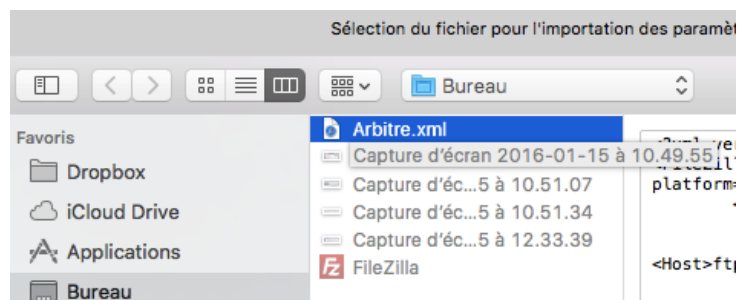 Sélection du fichier pour l'importation des paramèt
Bureau
Favoris
Dropbox
iCloud Drive
Applications
Bureau
Arbitre.xml
Capture d'écran 2016-01-15 à 10.49.55
Capture d'éc...5 à 10.51.07
Capture d'éc...5 à 10.51.34
Capture d'éc...5 à 12.33.39
FileZilla
platform=
<
<Host>ftp